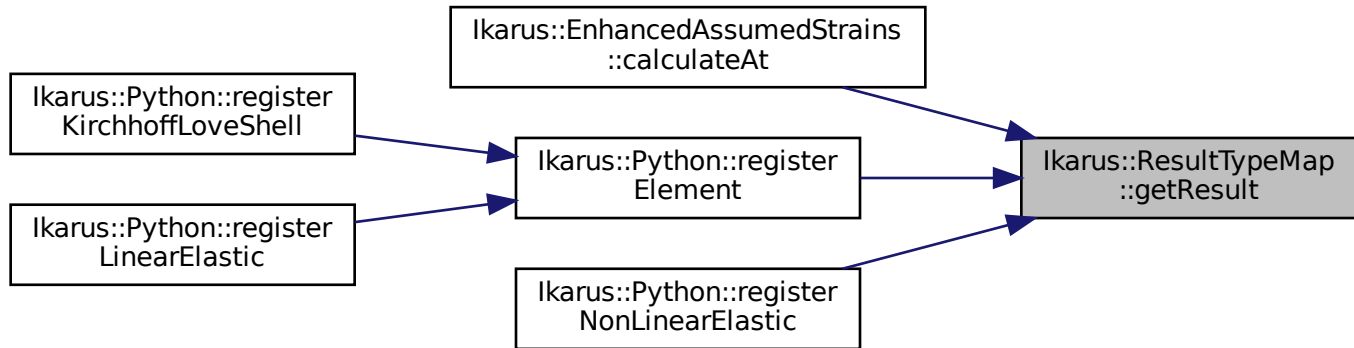 Ikarus::EnhancedAssumedStrains
::calculateAt
Ikarus::Python::register
KirchhoffLoveShell
Ikarus::Python::register
Element
Ikarus::ResultTypeMap
::getResult
Ikarus::Python::register
LinearElastic
Ikarus::Python::register
NonLinearElastic